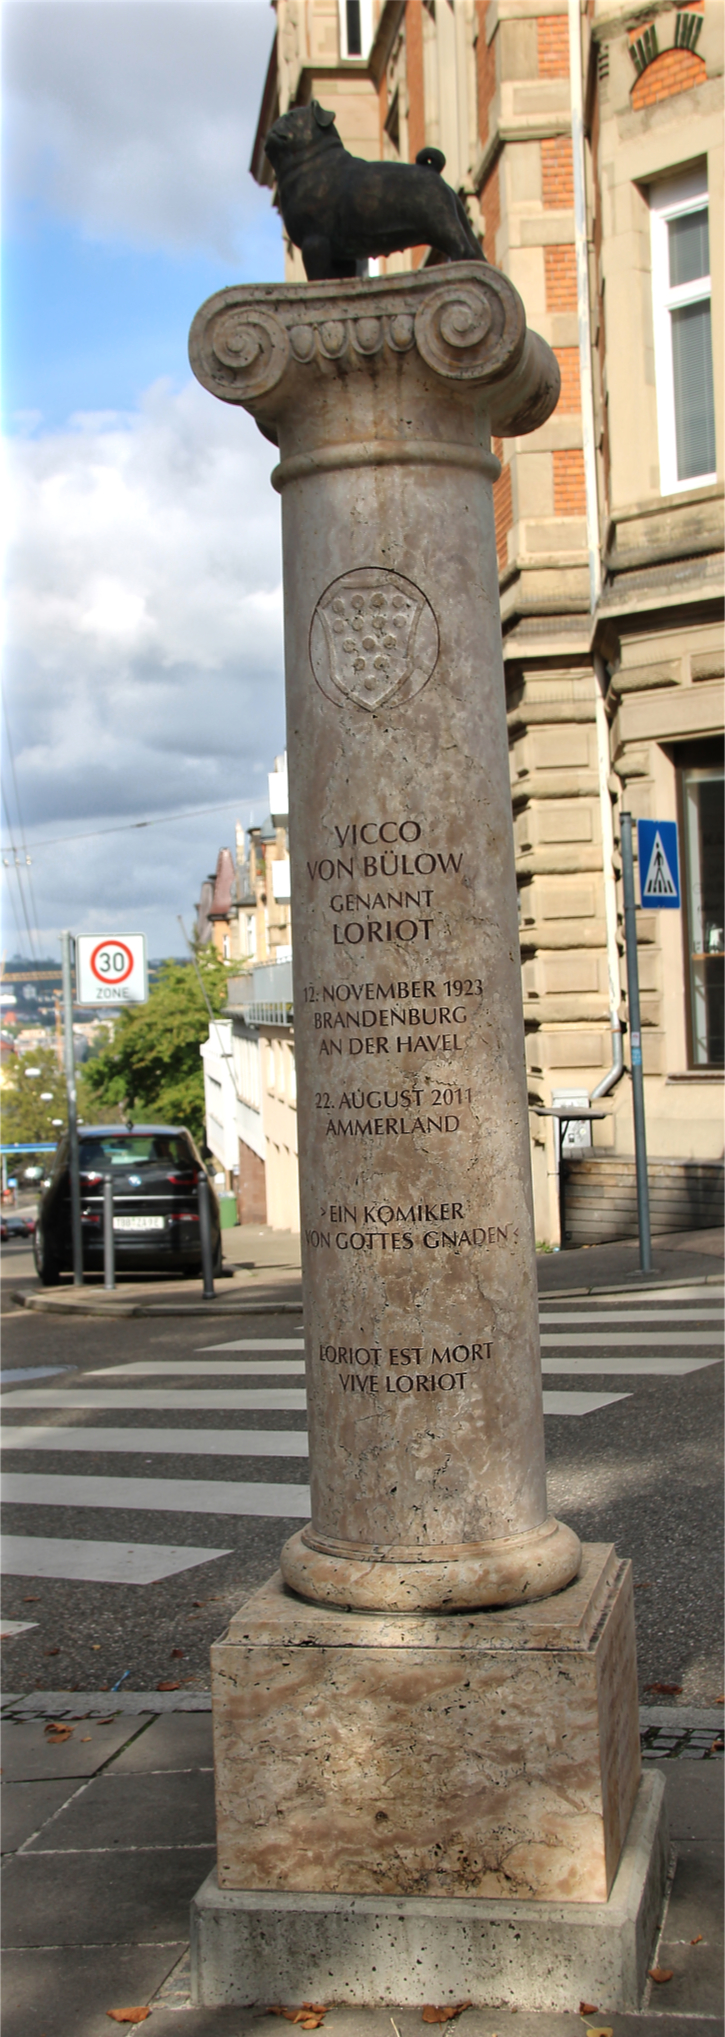 VICCO
VON BÜLOW
GENANNT
LORIOT
12. NOVEMBER 1923
BRANDENBURG
AN DER HAVEL
22. AUGUST 2011
AMMERLAND
›EIN KOMIKER
VON GOTTES GNADEN‹
LORIOT EST MORT
VIVE LORIOT
30
ZONE